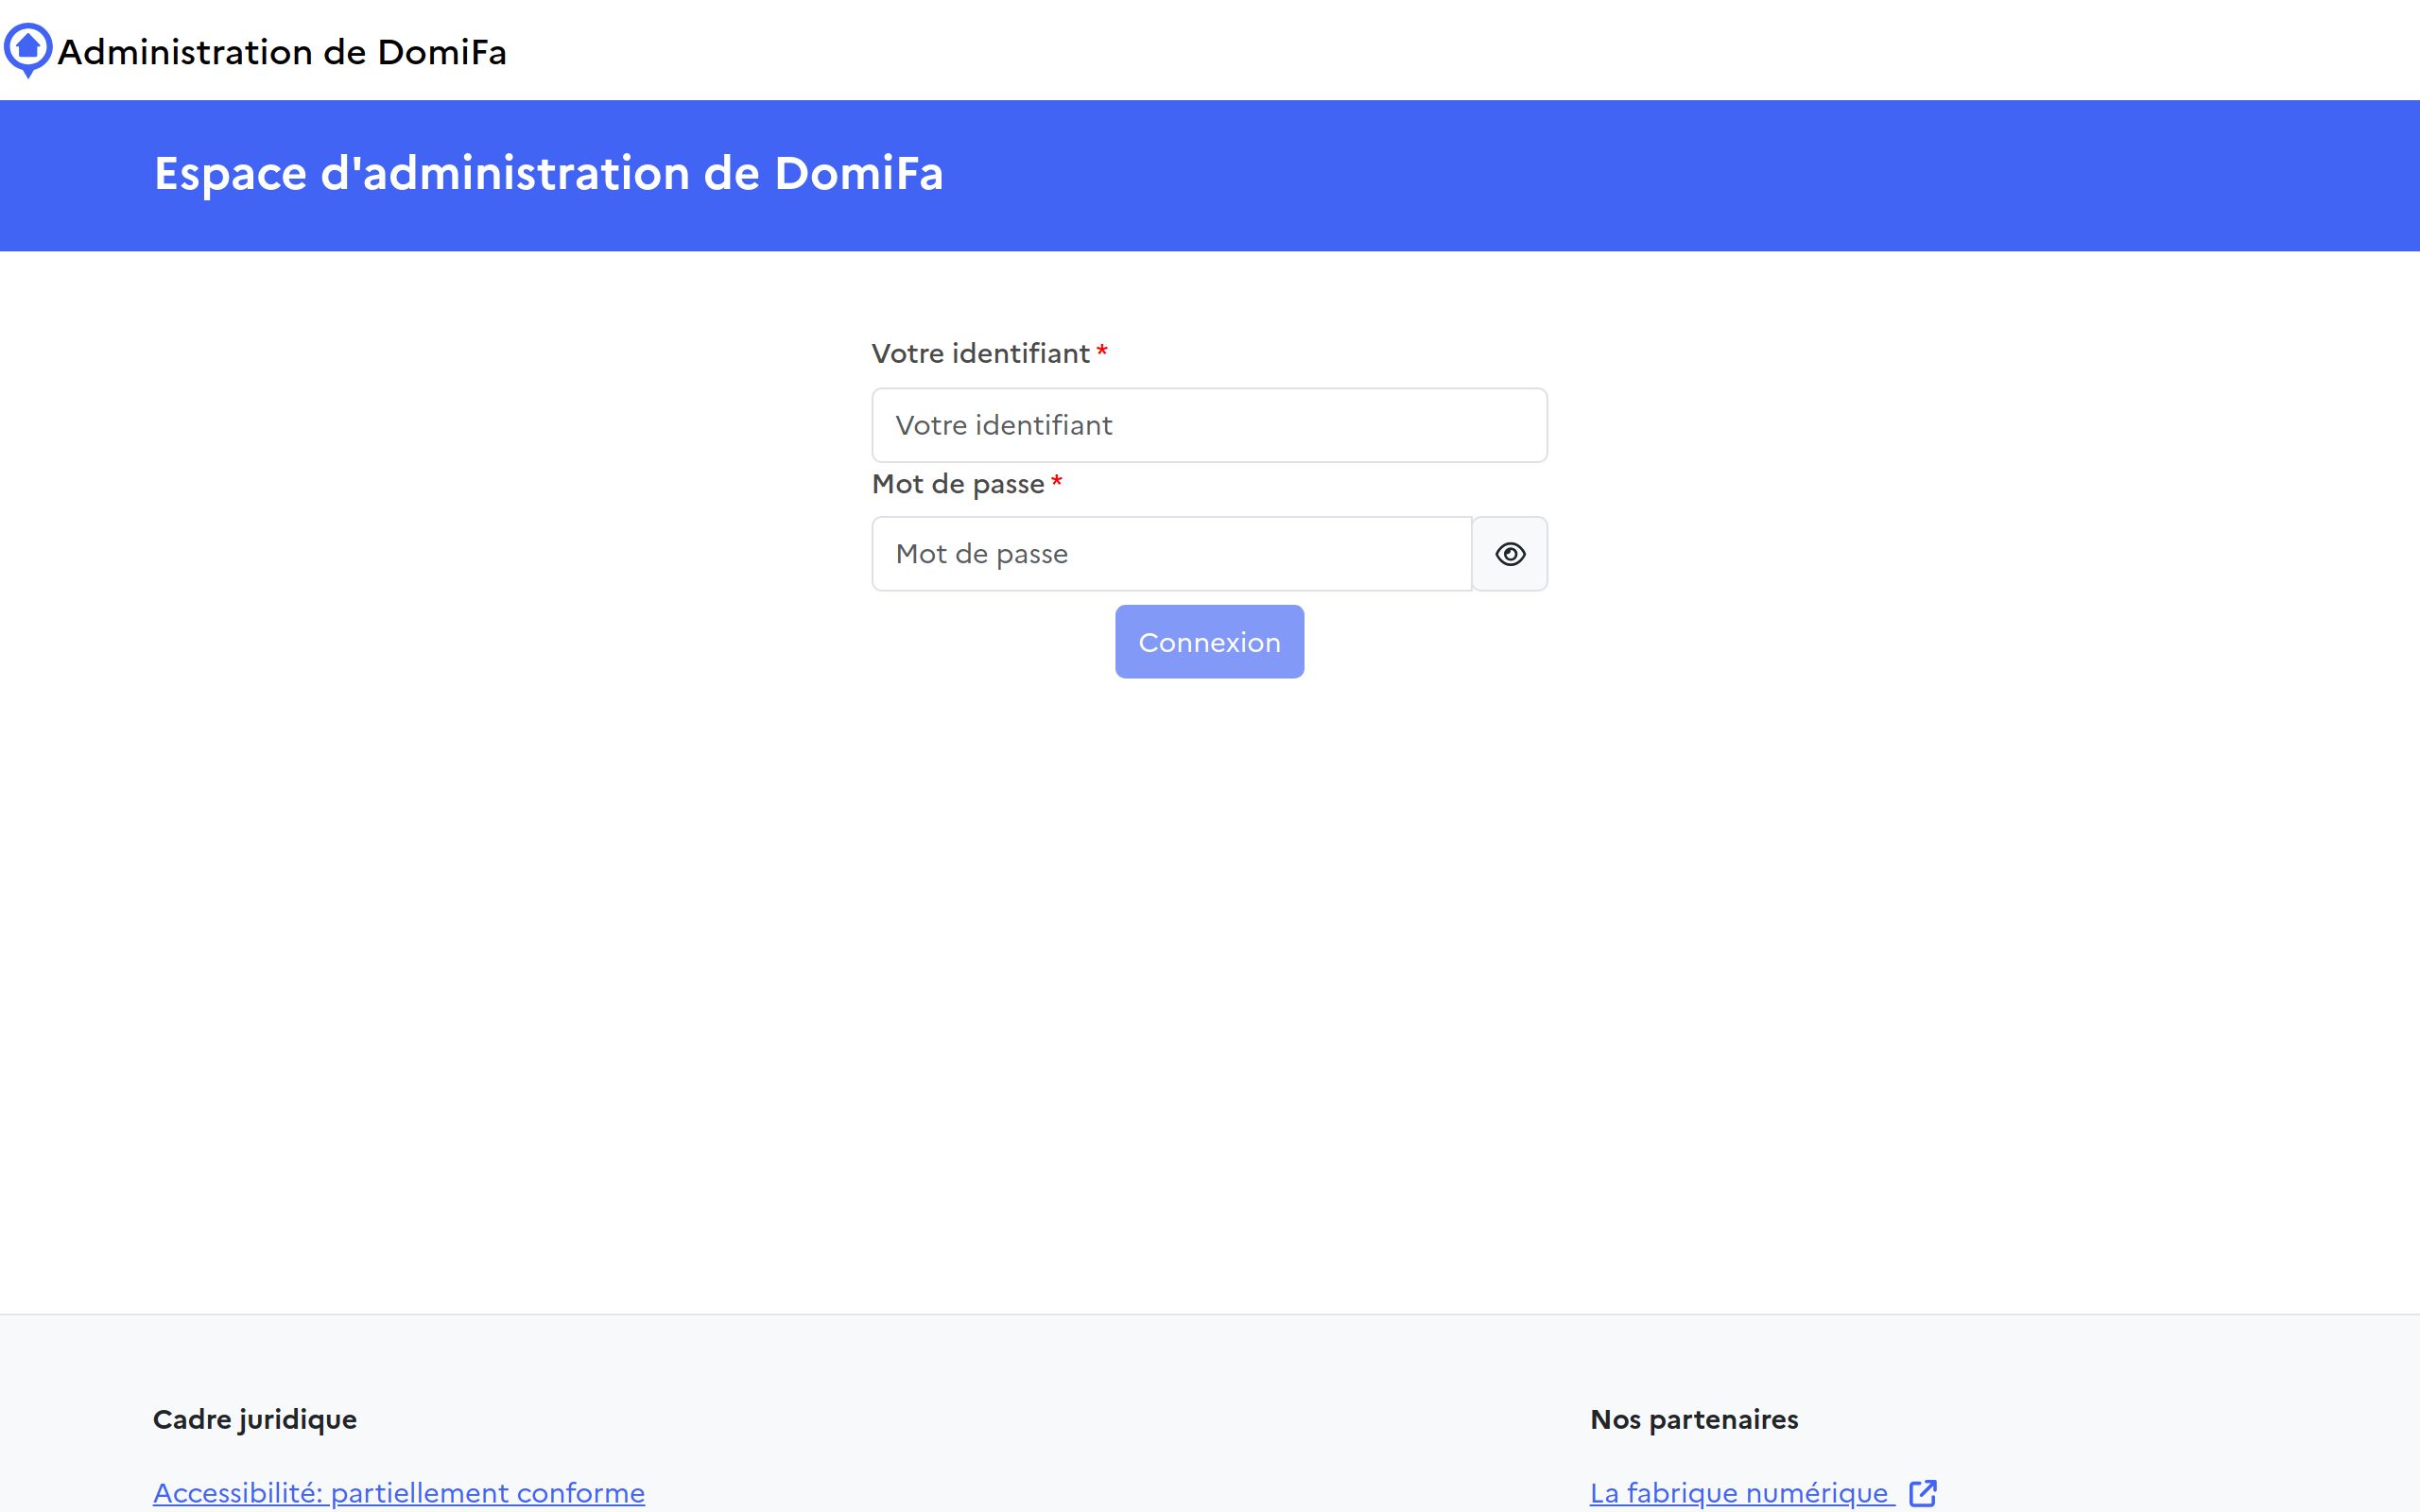 Administration de DomiFa
Espace d'administration de DomiFa
Votre identifiant *
Votre identifiant
Mot de passe *
Mot de passe
Connexion
Cadre juridique
Accessibilité: partiellement conforme
Nos partenaires
La fabrique numérique